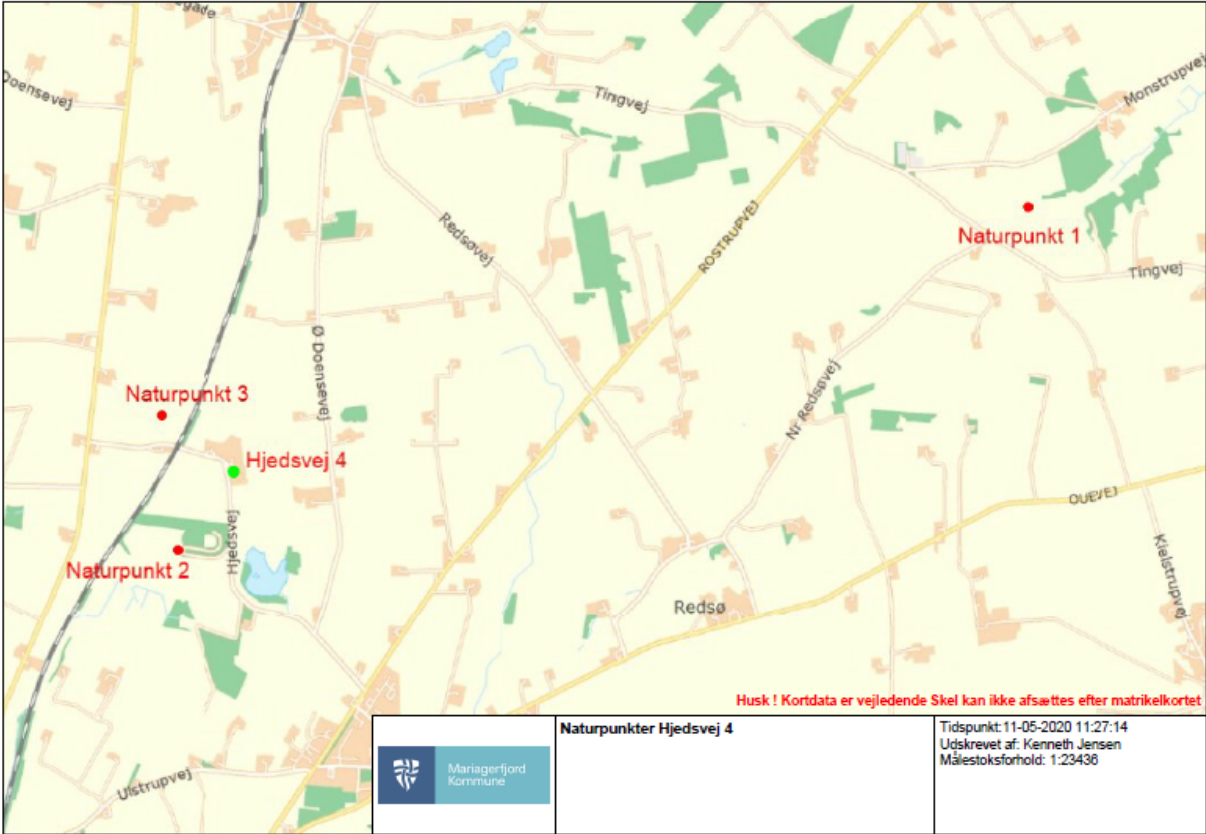 Doensevej
Tingvej
Monstrupvej
Redsøvej
ROSTRUPVEJ
Naturpunkt 1
Tingvej
Ø Doensevej
Naturpunkt 3
Nr Redsøvej
Hjedsvej 4
OUEVEJ
Hjedsvej
Naturpunkt 2
Kielstrupvej
Redsø
Husk ! Kortdata er vejledende Skel kan ikke afsættes efter matrikelkortet
Ulstrupvej
Mariagerfjord
Kommune
Naturpunkter Hjedsvej 4
Tidspunkt:11-05-2020 11:27:14
Udskrevet af: Kenneth Jensen
Målestoksforhold: 1:23436